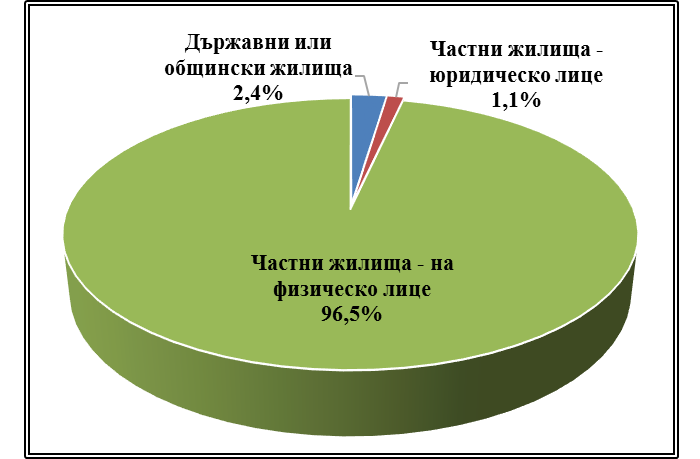 Държавни или
общински жилища
2,4%
Частни жилища -
юридическо лице
1,1%
Частни жилища - на
физическо лице
96,5%